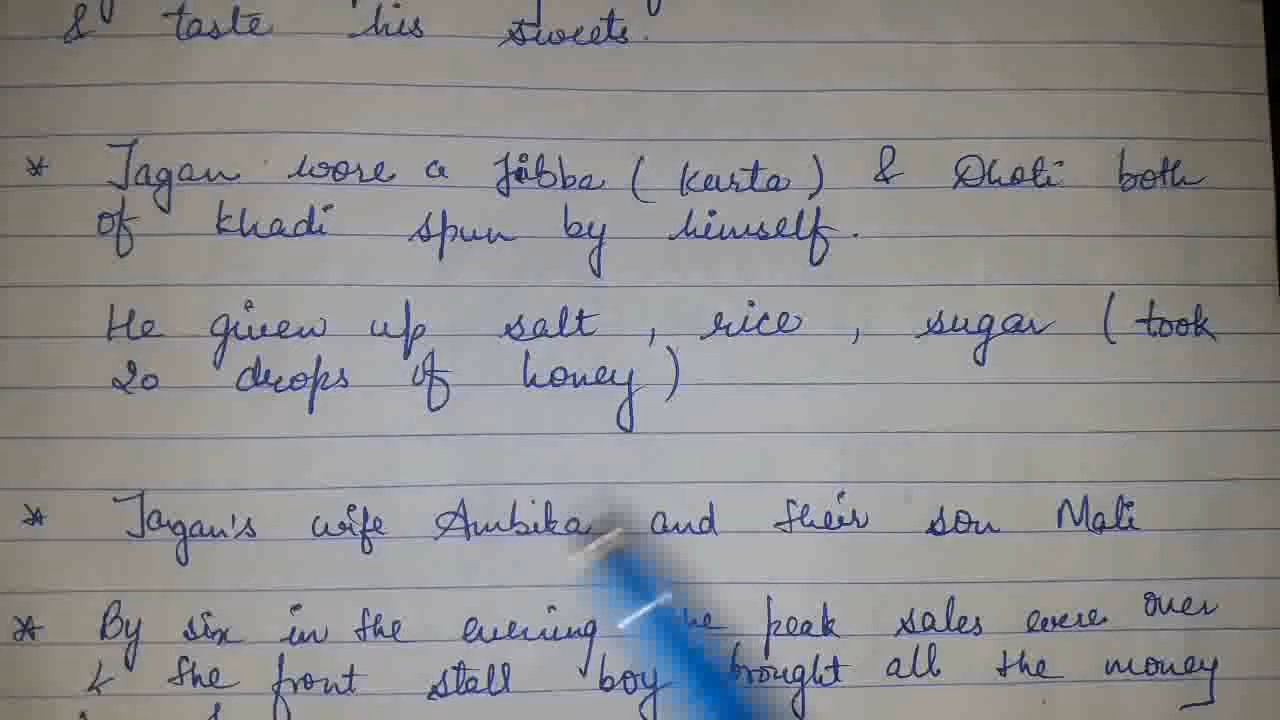 & taste his sweets.
* Jagan wore a Jibba (Kurta) & Dhoti both
of khadi spun by himself.
He given up salt, rice, sugar (took
20 drops of honey)
* Jagan's wife Ambika and their son Mali
* By six in the evening peak sales were over
& the front stall boy brought all the money